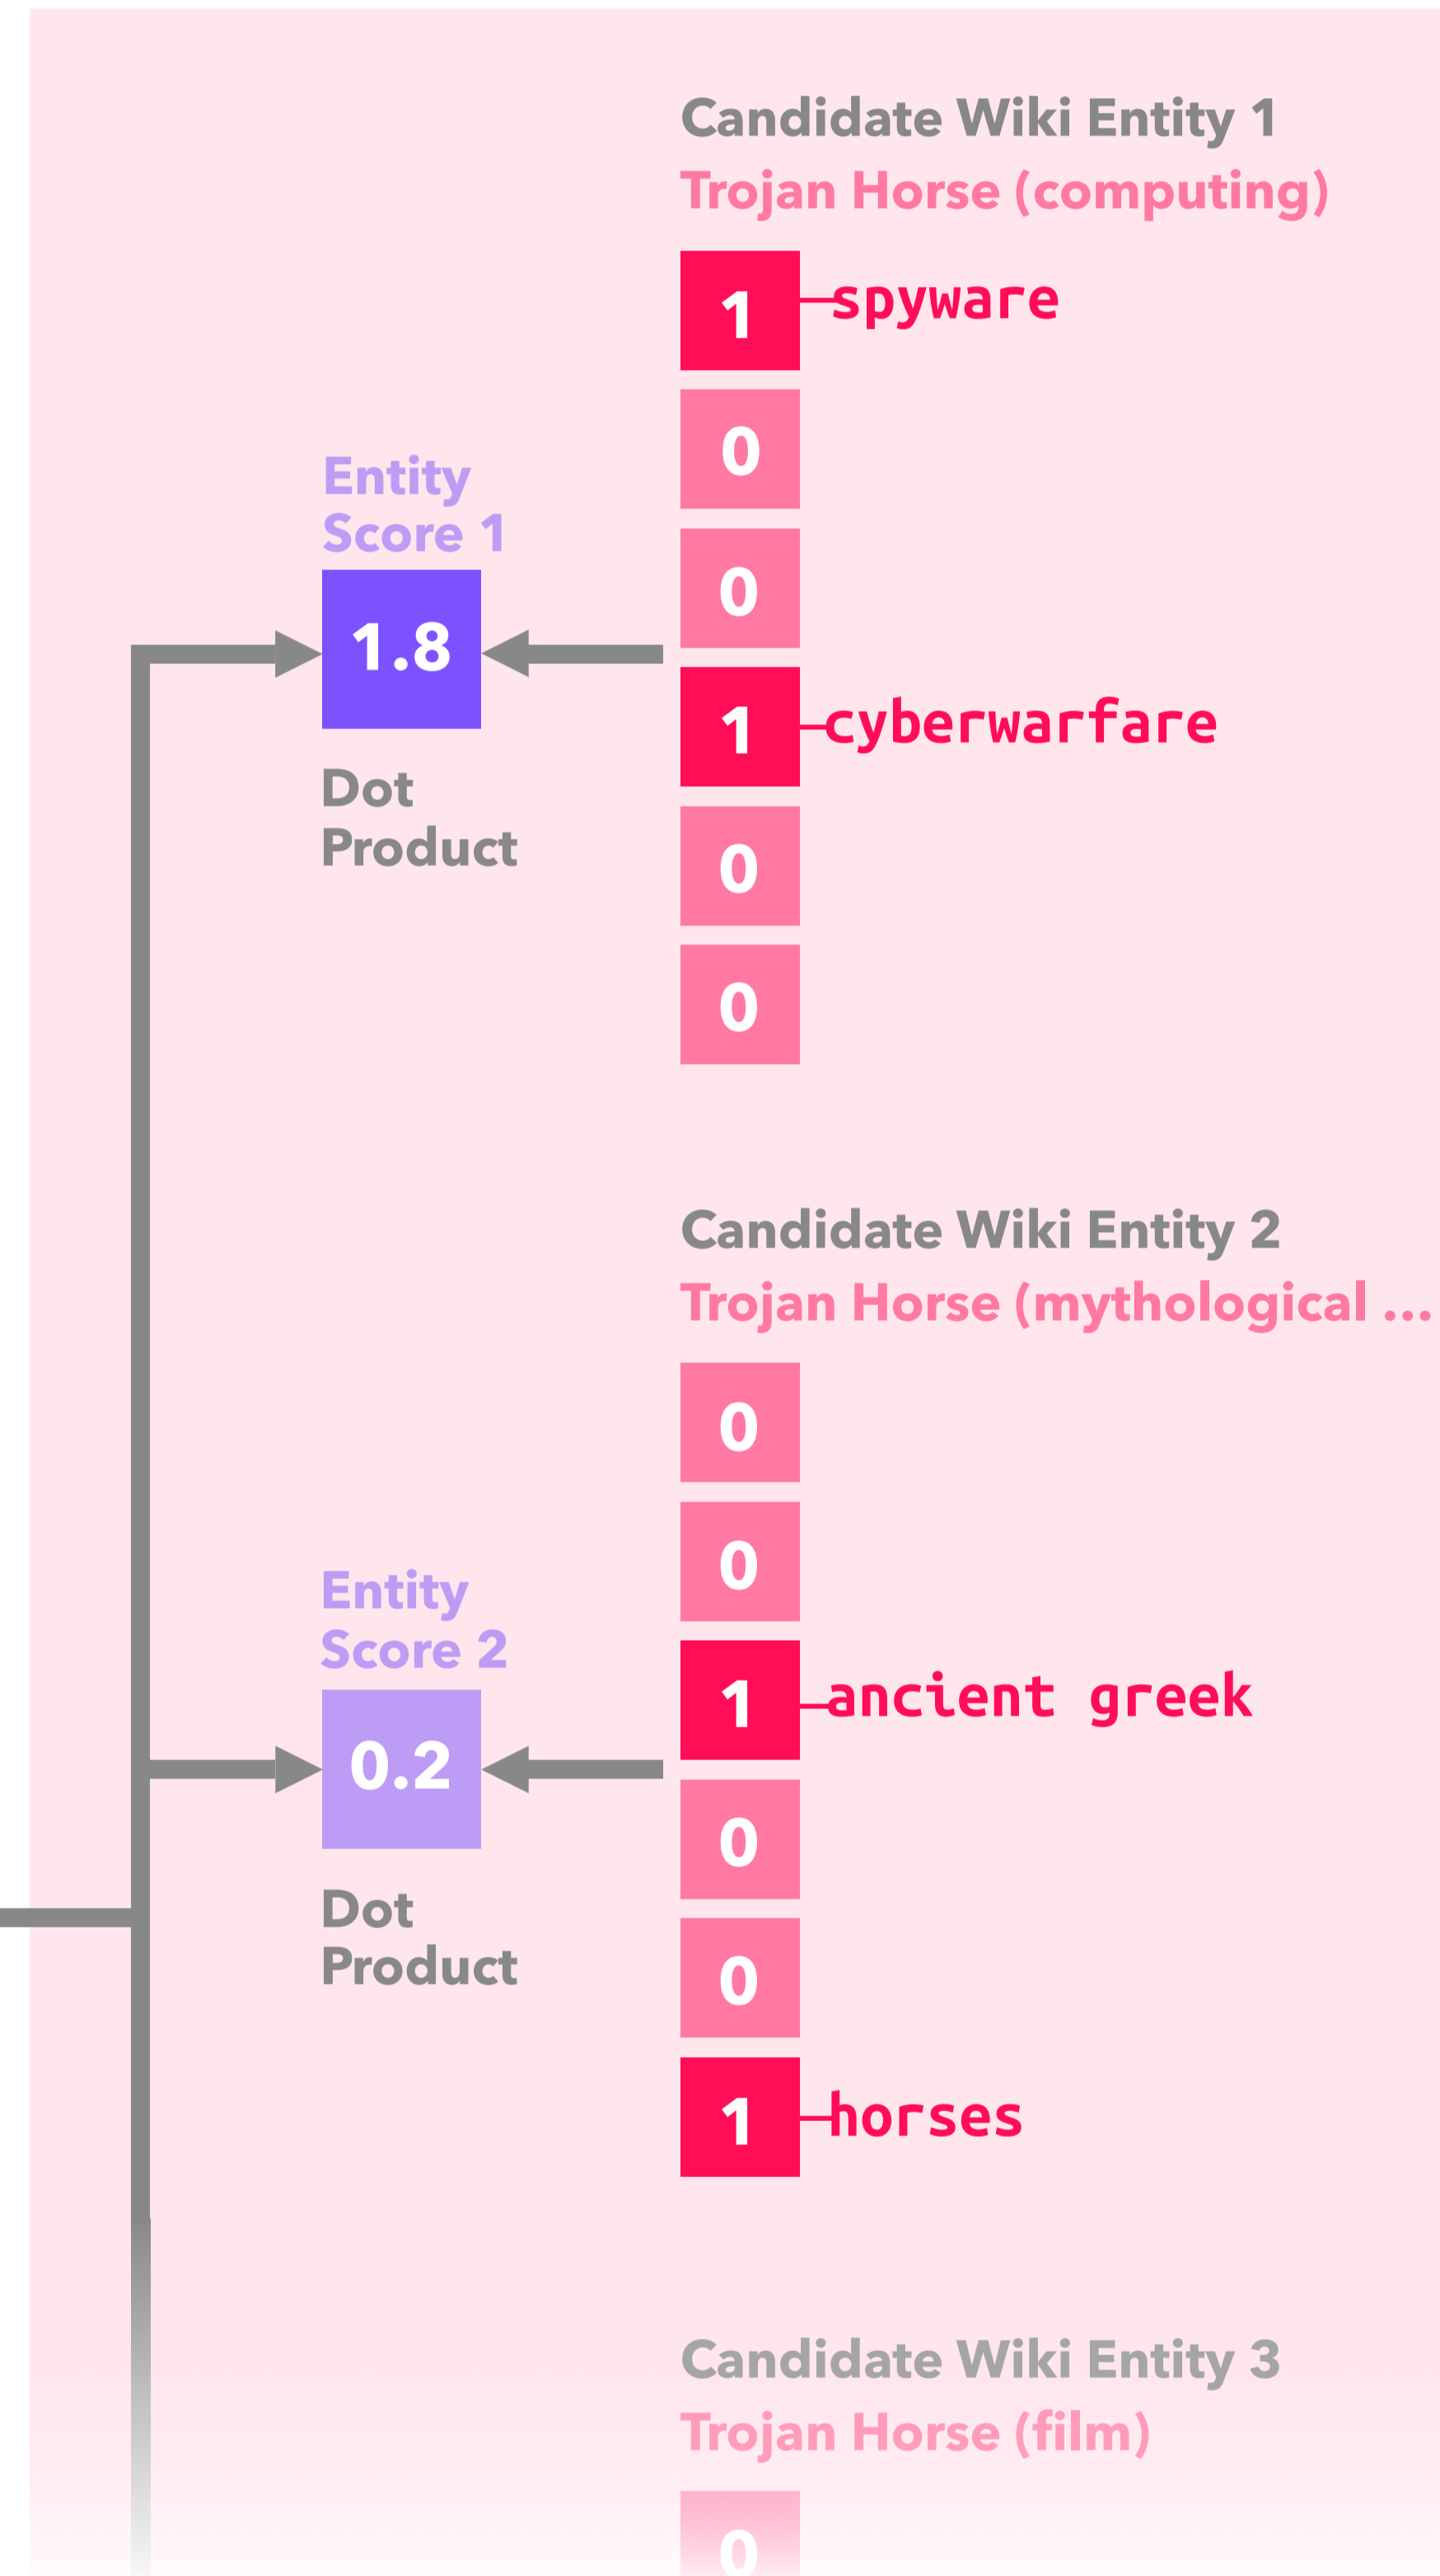 Candidate Wiki Entity 1
Trojan Horse (computing)
1 spyware
0
Entity
Score 1
0
1.8
1 cyberwarfare
Dot
Product
0
0
Candidate Wiki Entity 2
Trojan Horse (mythological ...
0
0
Entity
Score 2
1 ancient greek
0.2
0
Dot
Product
0
1 horses
Candidate Wiki Entity 3
Trojan Horse (film)
0